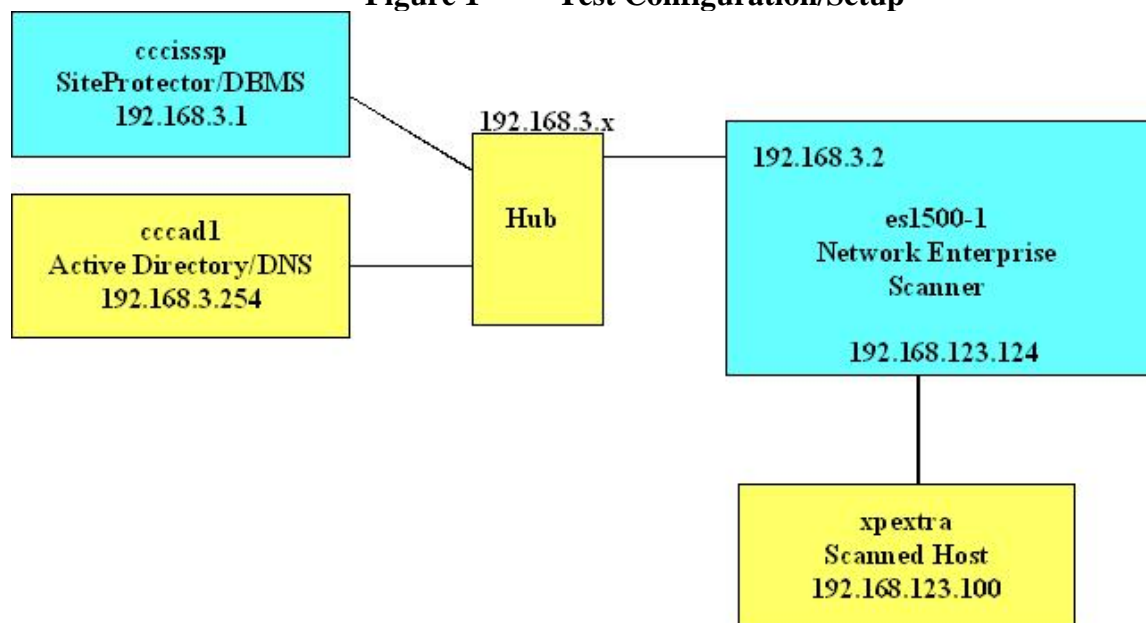 Figure 1 Test Configuration/Setup
cccisssp
SiteProtector/DBMS
192.168.3.1
cccad1
Active Directory/DNS
192.168.3.254
192.168.3.x
Hub
192.168.3.2
es1500-1
Network Enterprise
Scanner
192.168.123.124
xpextra
Scanned Host
192.168.123.100